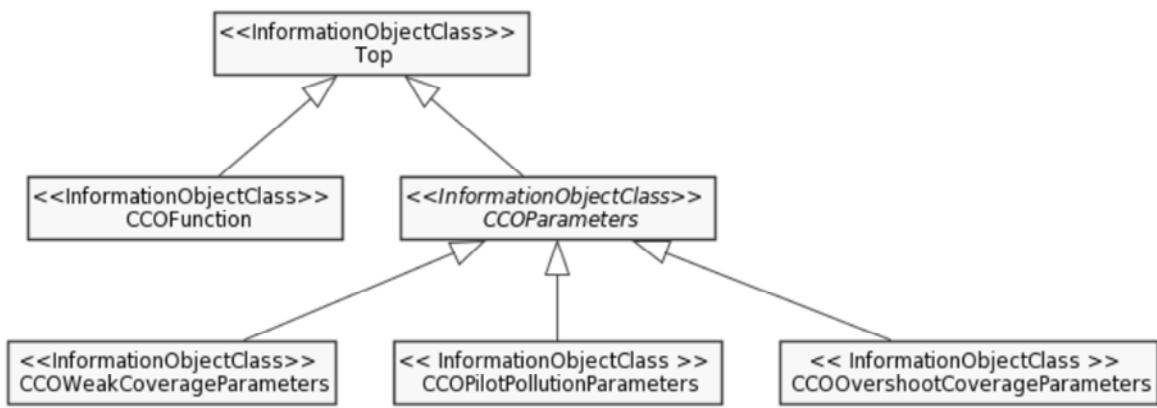 <<InformationObjectClass>>
Top
<<InformationObjectClass>>
CCOFunction
<<InformationObjectClass>>
CCOParameters
<<InformationObjectClass>>
CCOWeakCoverageParameters
<< InformationObjectClass >>
CCOPilotPollutionParameters
<< InformationObjectClass >>
CCOOvershootCoverageParameters